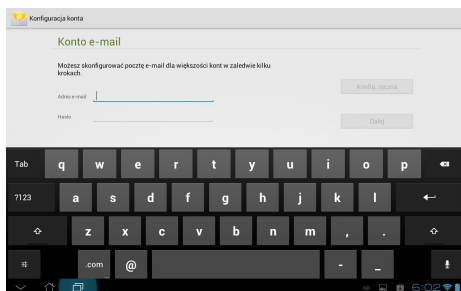 Konfiguracja konta
Konto e-mail
Możesz skonfigurować pocztę e-mail dla większości kont w zaledwie kilku
krokach.
Adres e-mail
Konfig. ręczna
Hasło
Dalej
Tab q w e r t y u i o p
?123 a s d f g h j k l
z x c v b n m , .
.com @ - _
6:02